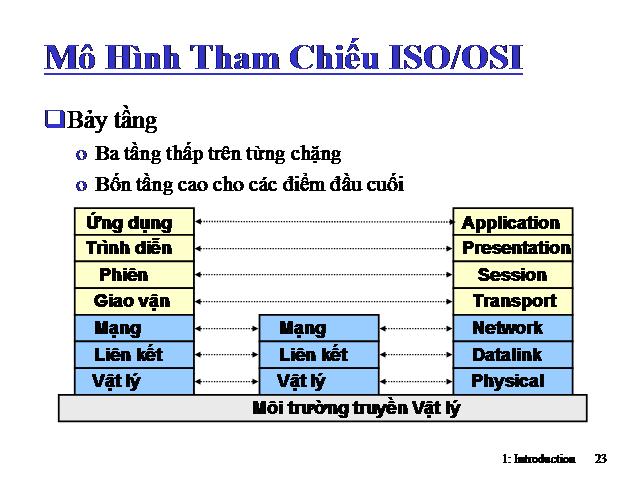 Mô Hình Tham Chiếu ISO/OSI
Bảy tầng
o Ba tầng thấp trên từng chặng
o Bốn tầng cao cho các điểm đầu cuối
Ứng dụng Application
Trình diễn Presentation
Phiên Session
Giao vận Transport
Mạng Mạng Network
Liên kết Liên kết Datalink
Vật lý Vật lý Physical
Môi trường truyền Vật lý
1: Introduction 23